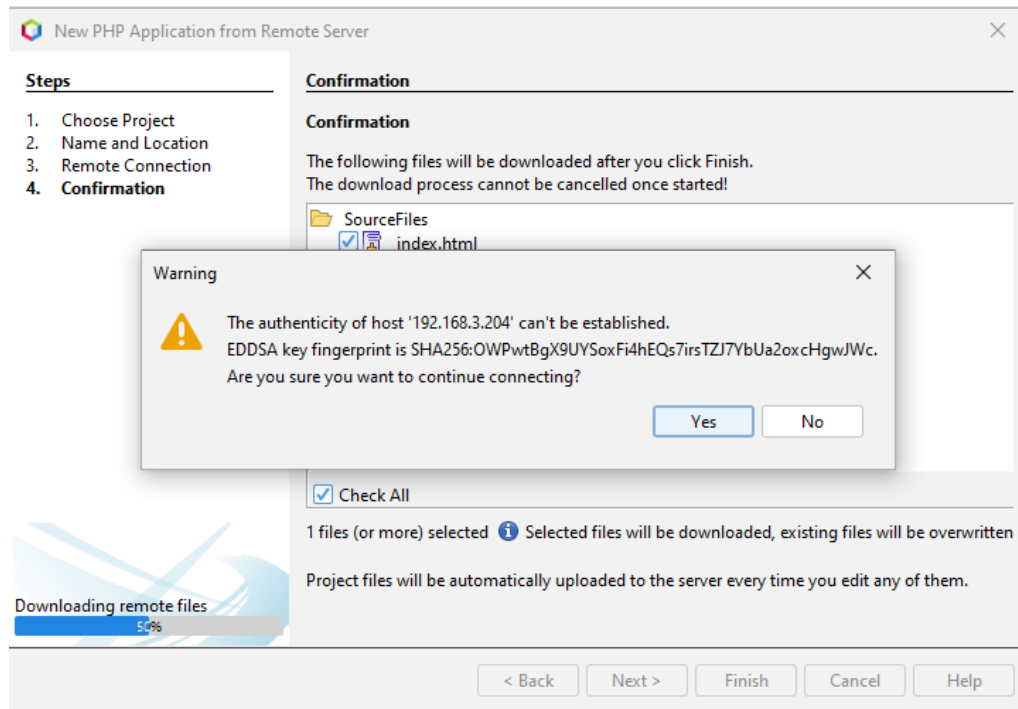 New PHP Application from Remote Server
Steps
1. Choose Project
2. Name and Location
3. Remote Connection
4. Confirmation
Confirmation
Confirmation
The following files will be downloaded after you click Finish.
The download process cannot be cancelled once started!
SourceFiles
index.html
Warning
The authenticity of host '192.168.3.204' can't be established.
EDDSA key fingerprint is SHA256:OWPwtBgX9UYSoxFi4hEQs7irsTZJ7YbUa2oxcHgwJWc.
Are you sure you want to continue connecting?
Yes No
Check All
1 files (or more) selected Selected files will be downloaded, existing files will be overwritten
Project files will be automatically uploaded to the server every time you edit any of them.
Downloading remote files
50%
< Back Next > Finish Cancel Help